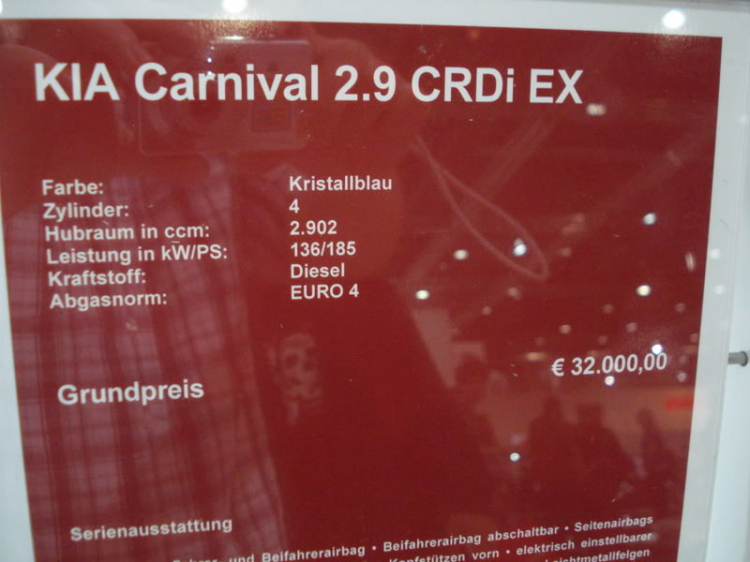 KIA Carnival 2.9 CRDi EX
Farbe: Kristallblau
Zylinder: 4
Hubraum in ccm: 2.902
Leistung in kW/PS: 136/185
Kraftstoff: Diesel
Abgasnorm: EURO 4
Grundpreis € 32.000,00
Serienausstattung
und Beifahrerairbag • Beifahrerairbag abschaltbar • Seitenairbags
Kopfstützen vorn • elektrisch einstellbarer